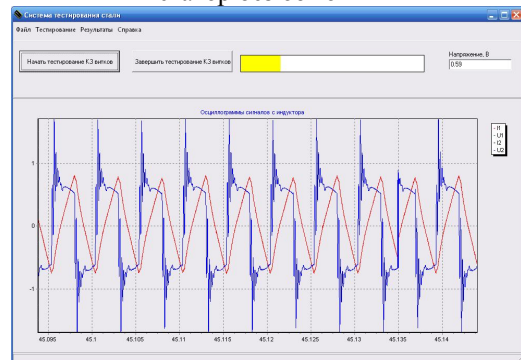 Система тестирования стали
Файл Тестирование Результаты Справка
Начать тестирование КЗ витков
Завершить тестирование КЗ витков
Напряжение, В
0.59
Осциллограммы сигналов с индуктора
- I1
- U1
- I2
- U2
1
0
-1
45.095 45.1 45.105 45.11 45.115 45.12 45.125 45.13 45.135 45.14